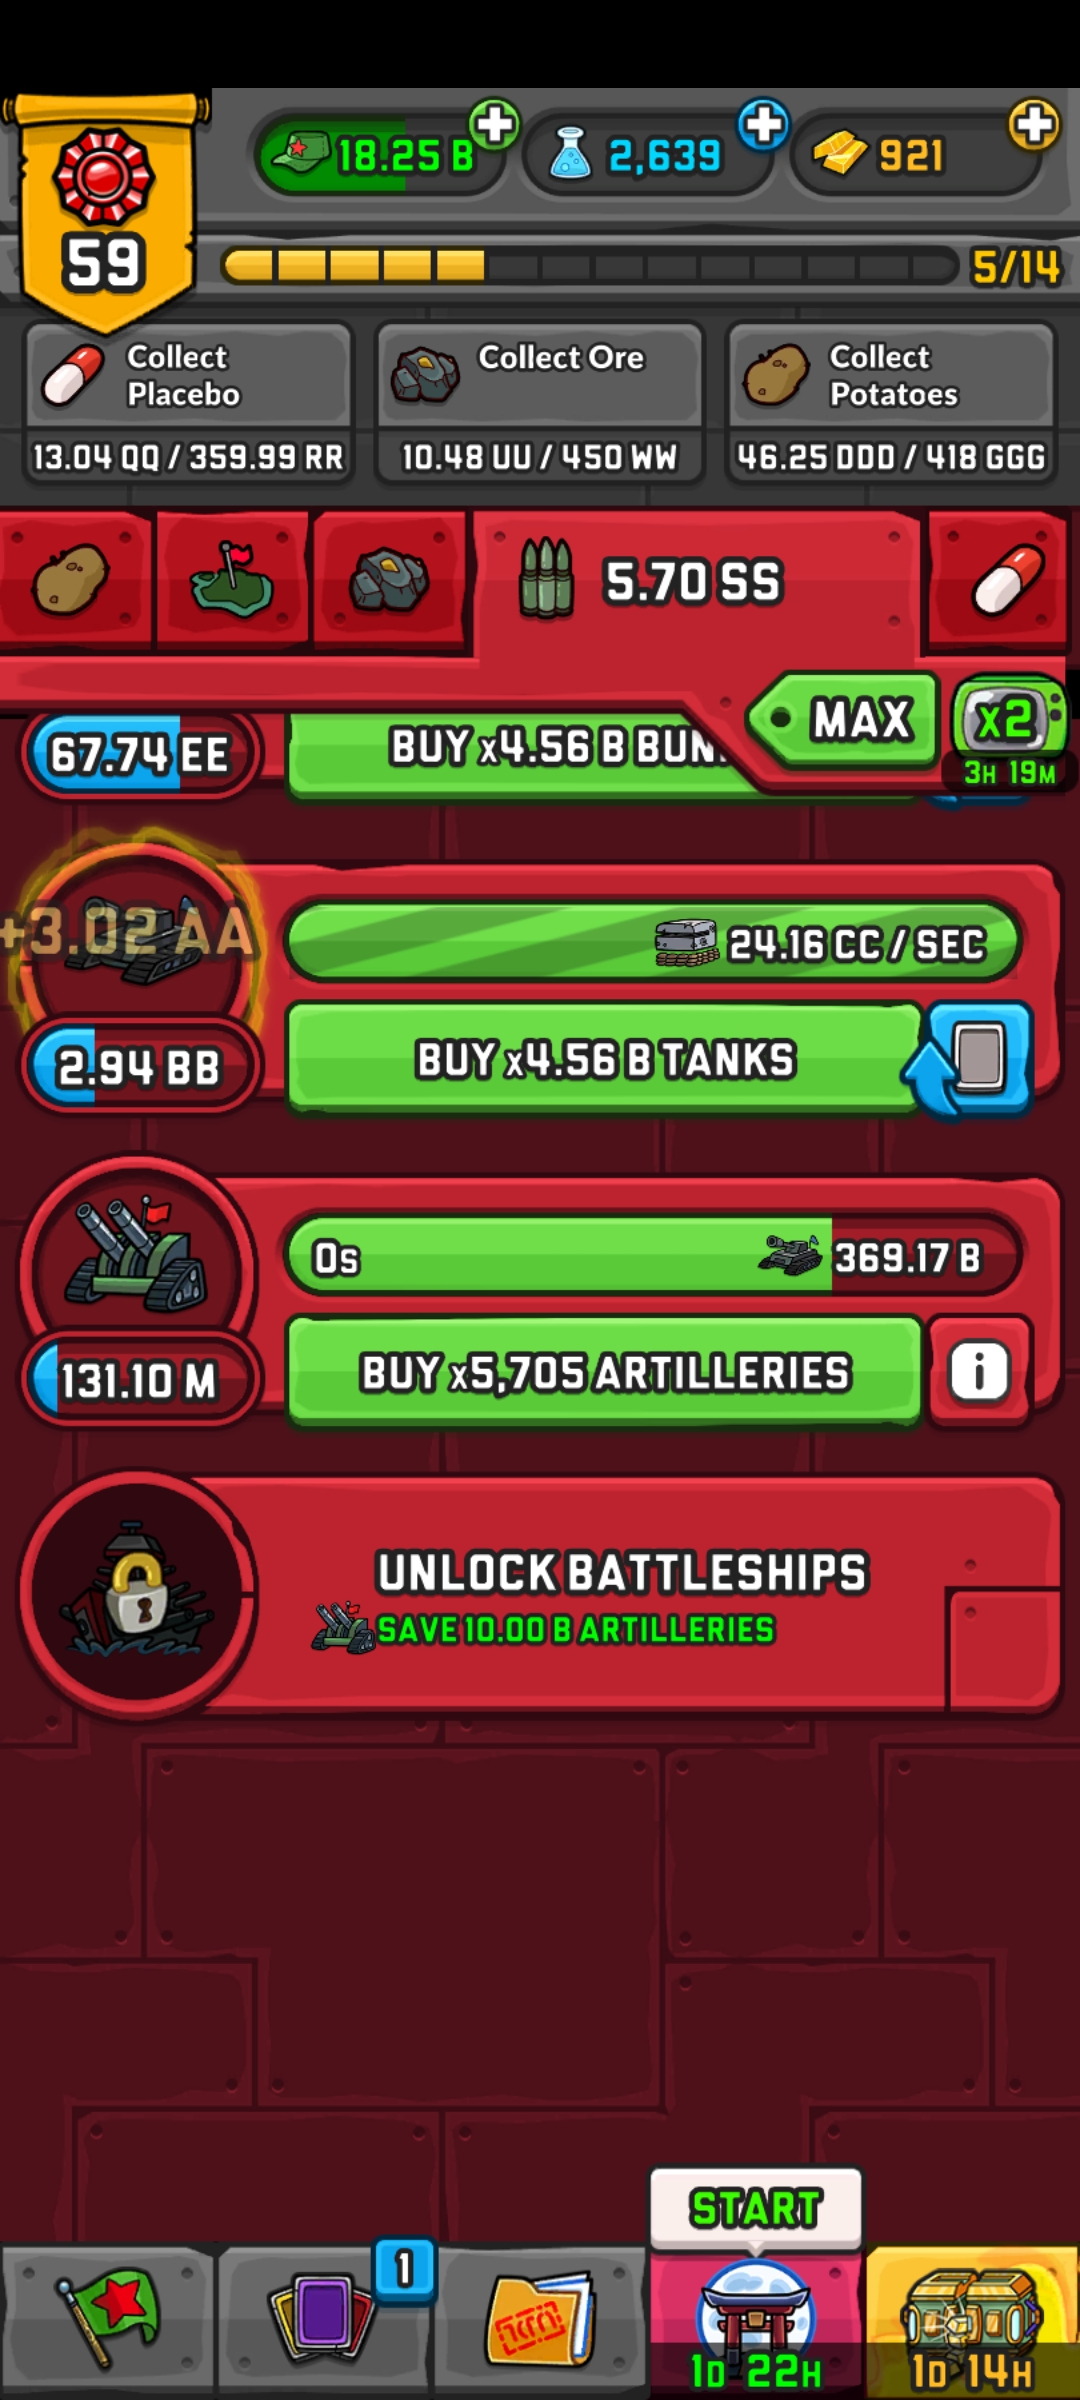 59
18.25 B
2,639
921
5/14
Collect Placebo
13.04 QQ / 359.99 RR
Collect Ore
10.48 UU / 450 WW
Collect Potatoes
46.25 DDD / 418 GGG
5.70 SS
MAX
x2
3H 19M
67.74 EE
BUY x4.56 B BUN
+3.02 AA
24.16 CC / SEC
2.94 BB
BUY x4.56 B TANKS
0s
369.17 B
131.10 M
BUY x5,705 ARTILLERIES
i
UNLOCK BATTLESHIPS
SAVE 10.00 B ARTILLERIES
START
1
1D 22H
1D 14H